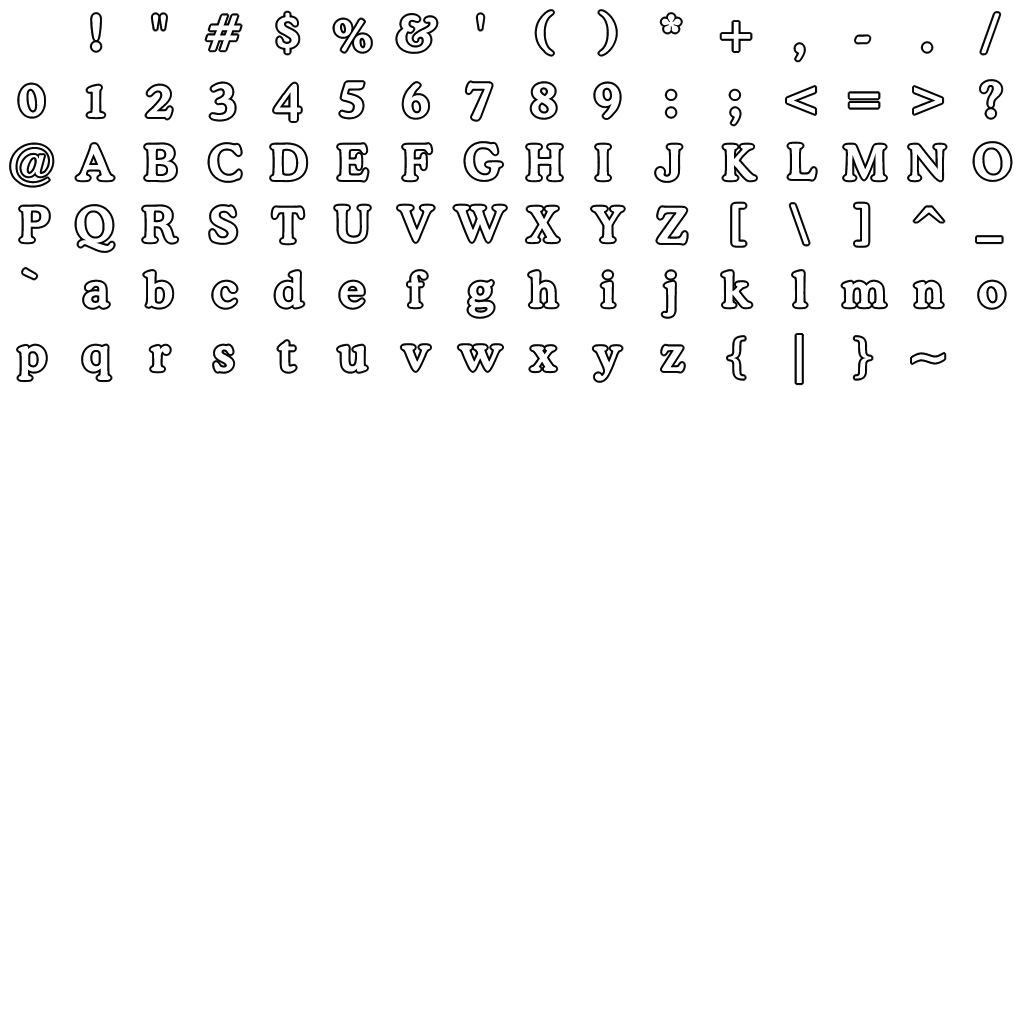 ! " # $ % & ' ( ) * + , - . /
0 1 2 3 4 5 6 7 8 9 : ; < = > ?
@ A B C D E F G H I J K L M N O
P Q R S T U V W X Y Z [ \ ] ^ _
` a b c d e f g h i j k l m n o
p q r s t u v w x y z { | } ~